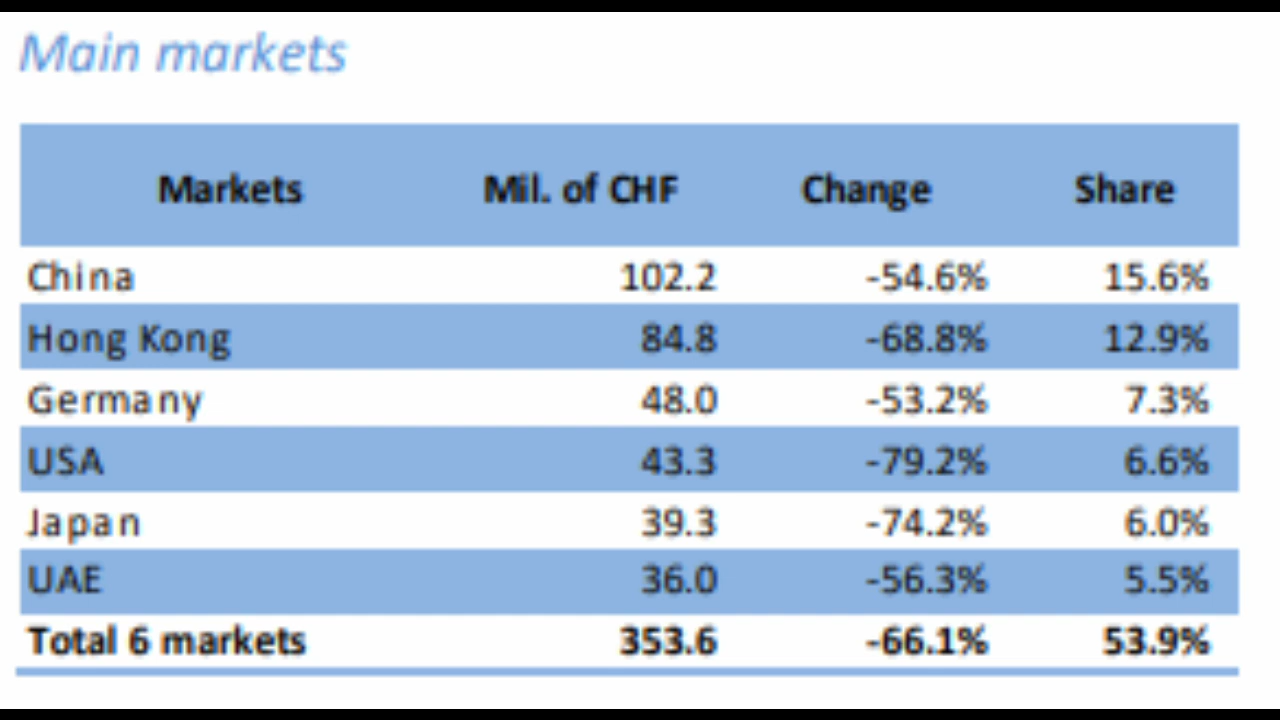 Main markets
Markets Mil. of CHF Change Share
China 102.2 -54.6% 15.6%
Hong Kong 84.8 -68.8% 12.9%
Germany 48.0 -53.2% 7.3%
USA 43.3 -79.2% 6.6%
Japan 39.3 -74.2% 6.0%
UAE 36.0 -56.3% 5.5%
Total 6 markets 353.6 -66.1% 53.9%